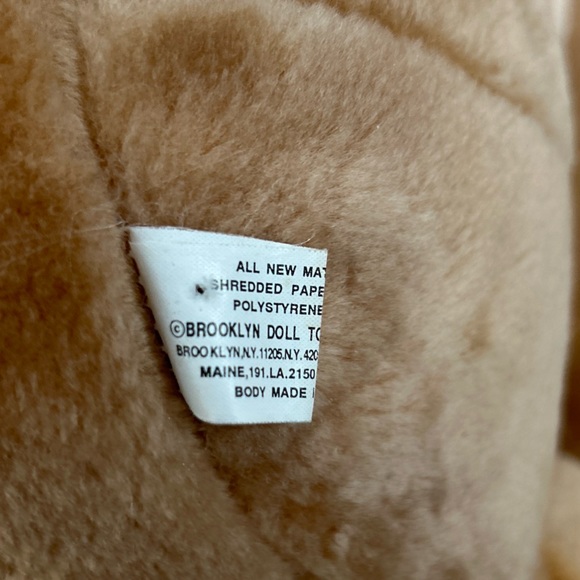 ALL NEW MAT
SHREDDED PAPE
POLYSTYRENE
©BROOKLYN DOLL TO
BROOKLYN,N.Y.11205.N.Y. 420
MAINE,191.LA.2150
BODY MADE